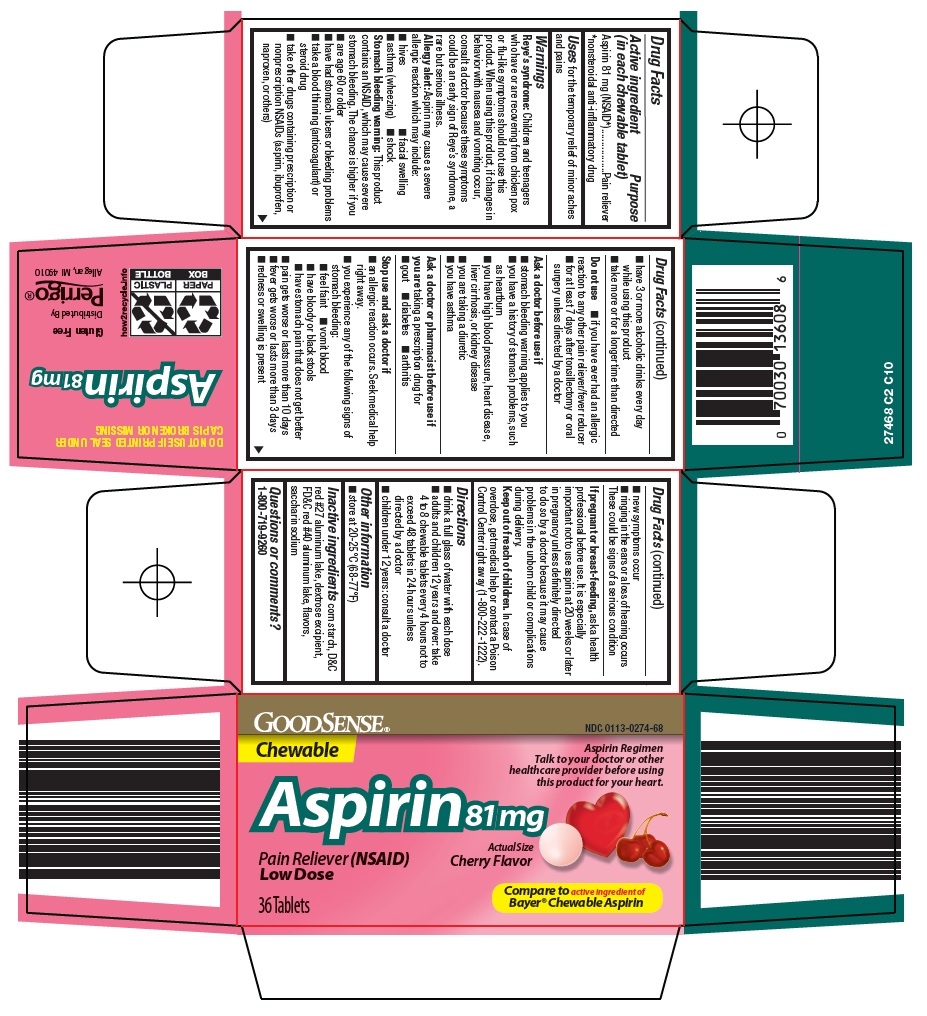 Drug Facts
Active ingredient Purpose
(in each chewable tablet)
Aspirin 81 mg (NSAID*)................Pain reliever
*nonsteroidal anti-inflammatory drug
Uses for the temporary relief of minor aches
and pains
Warnings
Reye's syndrome: Children and teenagers
who have or are recovering from chicken pox
or flu-like symptoms should not use this
product. When using this product, if changes in
behavior with nausea and vomiting occur,
consult a doctor because these symptoms
could be an early sign of Reye's syndrome, a
rare but serious illness.
Allergy alert: Aspirin may cause a severe
allergic reaction which may include:
■ hives ■ facial swelling
■ asthma (wheezing) ■ shock
Stomach bleeding warning: This product
contains an NSAID, which may cause severe
stomach bleeding. The chance is higher if you
■ are age 60 or older
■ have had stomach ulcers or bleeding problems
■ take a blood thinning (anticoagulant) or
steroid drug
■ take other drugs containing prescription or
nonprescription NSAIDs (aspirin, ibuprofen,
naproxen, or others)
Drug Facts (continued)
■ have 3 or more alcoholic drinks every day
while using this product
■ take more or for a longer time than directed
Do not use ■ if you have ever had an allergic
reaction to any other pain reliever/fever reducer
■ for at least 7 days after tonsillectomy or oral
surgery unless directed by a doctor
Ask a doctor before use if
■ stomach bleeding warning applies to you
■ you have a history of stomach problems, such
as heartburn
■ you have high blood pressure, heart disease,
liver cirrhosis, or kidney disease
■ you are taking a diuretic
■ you have asthma
Ask a doctor or pharmacist before use if
you are taking a prescription drug for
■ gout ■ diabetes ■ arthritis
Stop use and ask a doctor if
■ an allergic reaction occurs. Seek medical help
right away.
■ you experience any of the following signs of
stomach bleeding:
■ feel faint ■ vomit blood
■ have bloody or black stools
■ have stomach pain that does not get better
■ pain gets worse or lasts more than 10 days
■ fever gets worse or lasts more than 3 days
■ redness or swelling is present
Drug Facts (continued)
■ new symptoms occur
■ ringing in the ears or a loss of hearing occurs
These could be signs of a serious condition
If pregnant or breast-feeding, ask a health
professional before use. It is especially
important not to use aspirin at 20 weeks or later
in pregnancy unless definitely directed
to do so by a doctor because it may cause
problems in the unborn child or complications
during delivery.
Keep out of reach of children. In case of
overdose, get medical help or contact a Poison
Control Center right away (1-800-222-1222).
Directions
■ drink a full glass of water with each dose
■ adults and children 12 years and over: take
4 to 8 chewable tablets every 4 hours not to
exceed 48 tablets in 24 hours unless
directed by a doctor
■ children under 12 years: consult a doctor
Other information
■ store at 20-25°C (68-77°F)
Inactive ingredients corn starch, D&C
red #27 aluminum lake, dextrose excipient,
FD&C red #40 aluminum lake, flavors,
saccharin sodium
Questions or comments?
1-800-719-9260
DO NOT USE IF PRINTED SEAL UNDER
CAP IS BROKEN OR MISSING
Aspirin 81 mg
Gluten Free
Distributed By
Perrigo®
Allegan, MI 49010
how2recycle.info
PAPER
BOX
PLASTIC
BOTTLE
0 70030 13608 6
27468 C2 C10
GOODSENSE®
NDC 0113-0274-68
Chewable
Aspirin Regimen
Talk to your doctor or other
healthcare provider before using
this product for your heart.
Aspirin 81 mg
Actual Size
Cherry Flavor
Pain Reliever (NSAID)
Low Dose
36 Tablets
Compare to active ingredient of
Bayer® Chewable Aspirin